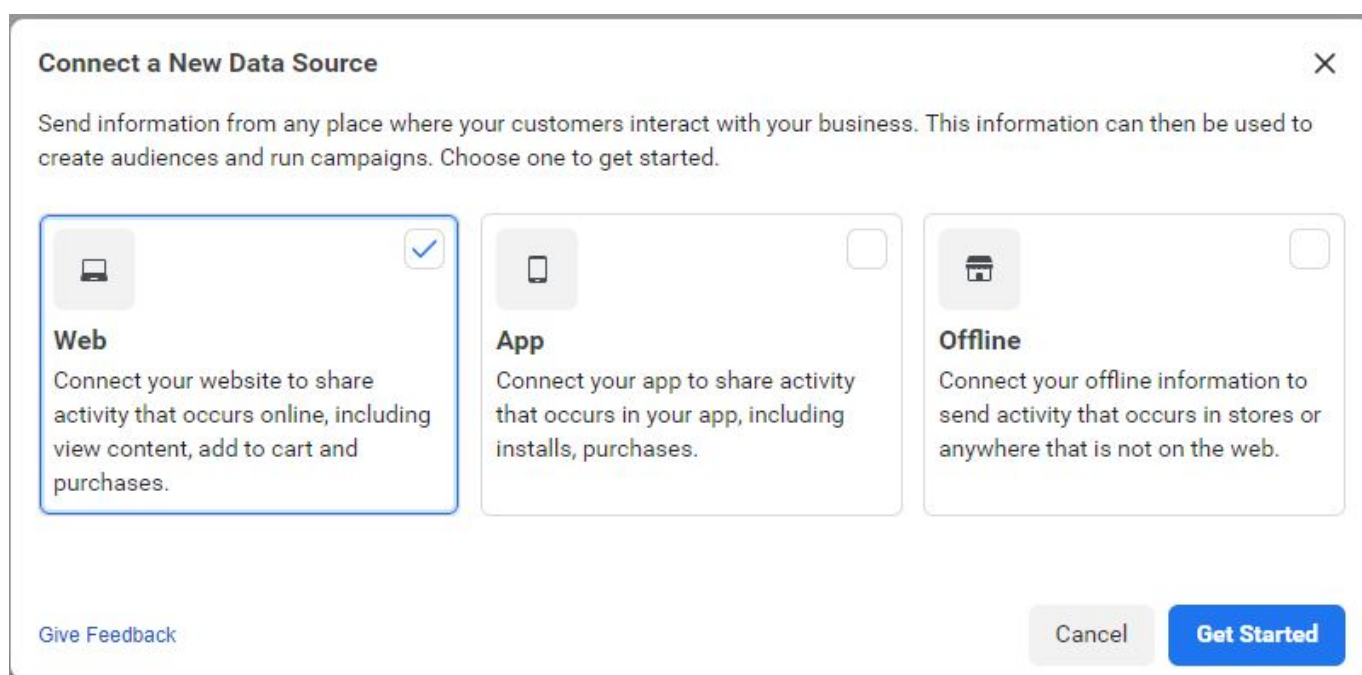 Connect a New Data Source
Send information from any place where your customers interact with your business. This information can then be used to
create audiences and run campaigns. Choose one to get started.
Web
Connect your website to share
activity that occurs online, including
view content, add to cart and
purchases.
App
Connect your app to share activity
that occurs in your app, including
installs, purchases.
Offline
Connect your offline information to
send activity that occurs in stores or
anywhere that is not on the web.
Give Feedback
Cancel
Get Started